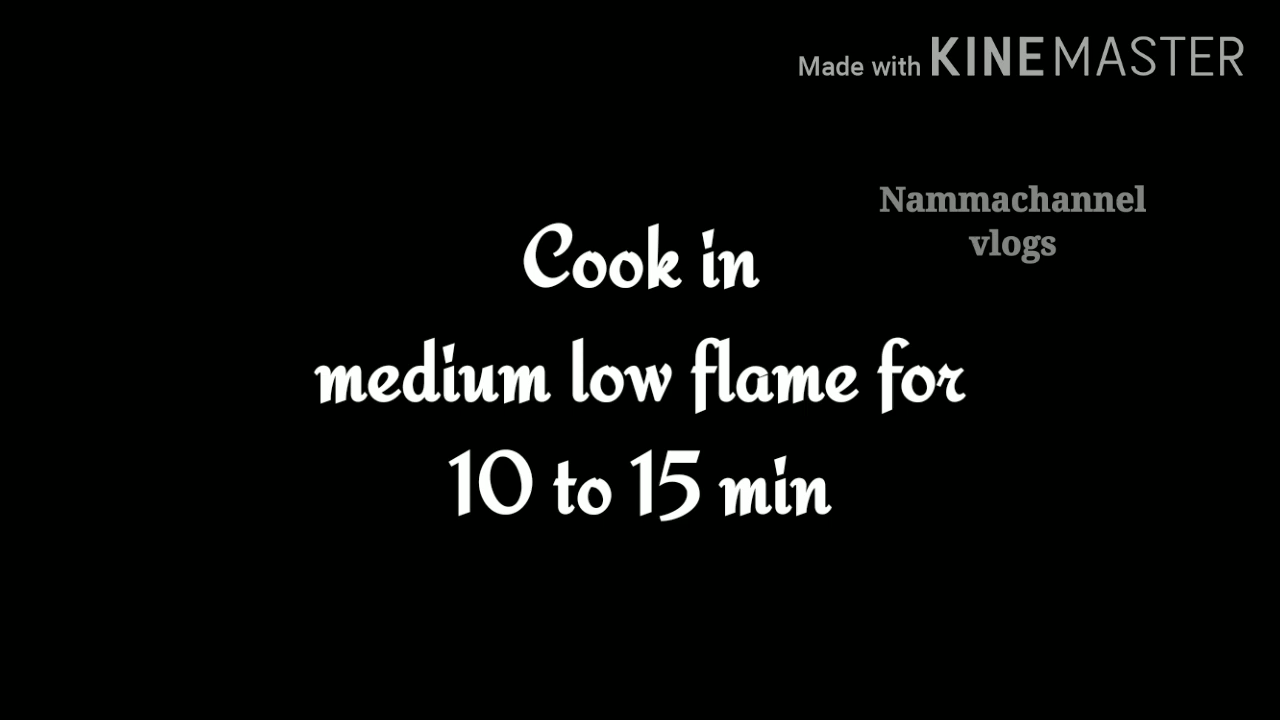 Made with KINEMASTER
Nammachannel
vlogs
Cook in
medium low flame for
10 to 15 min